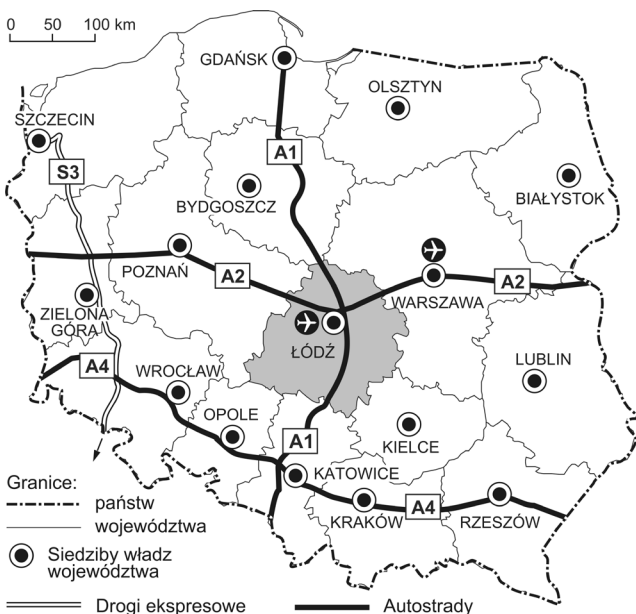 0 50 100 km
GDAŃSK
OLSZTYN
SZCZECIN
A1
S3
BIAŁYSTOK
BYDGOSZCZ
POZNAŃ
A2
WARSZAWA
A2
ZIELONA
GÓRA
ŁÓDŹ
A4
WROCŁAW
LUBLIN
OPOLE
A1
KIELCE
KATOWICE
A4
KRAKÓW
RZESZÓW
Granice:
państw
województwa
Siedziby władz
województwa
Drogi ekspresowe
Autostrady